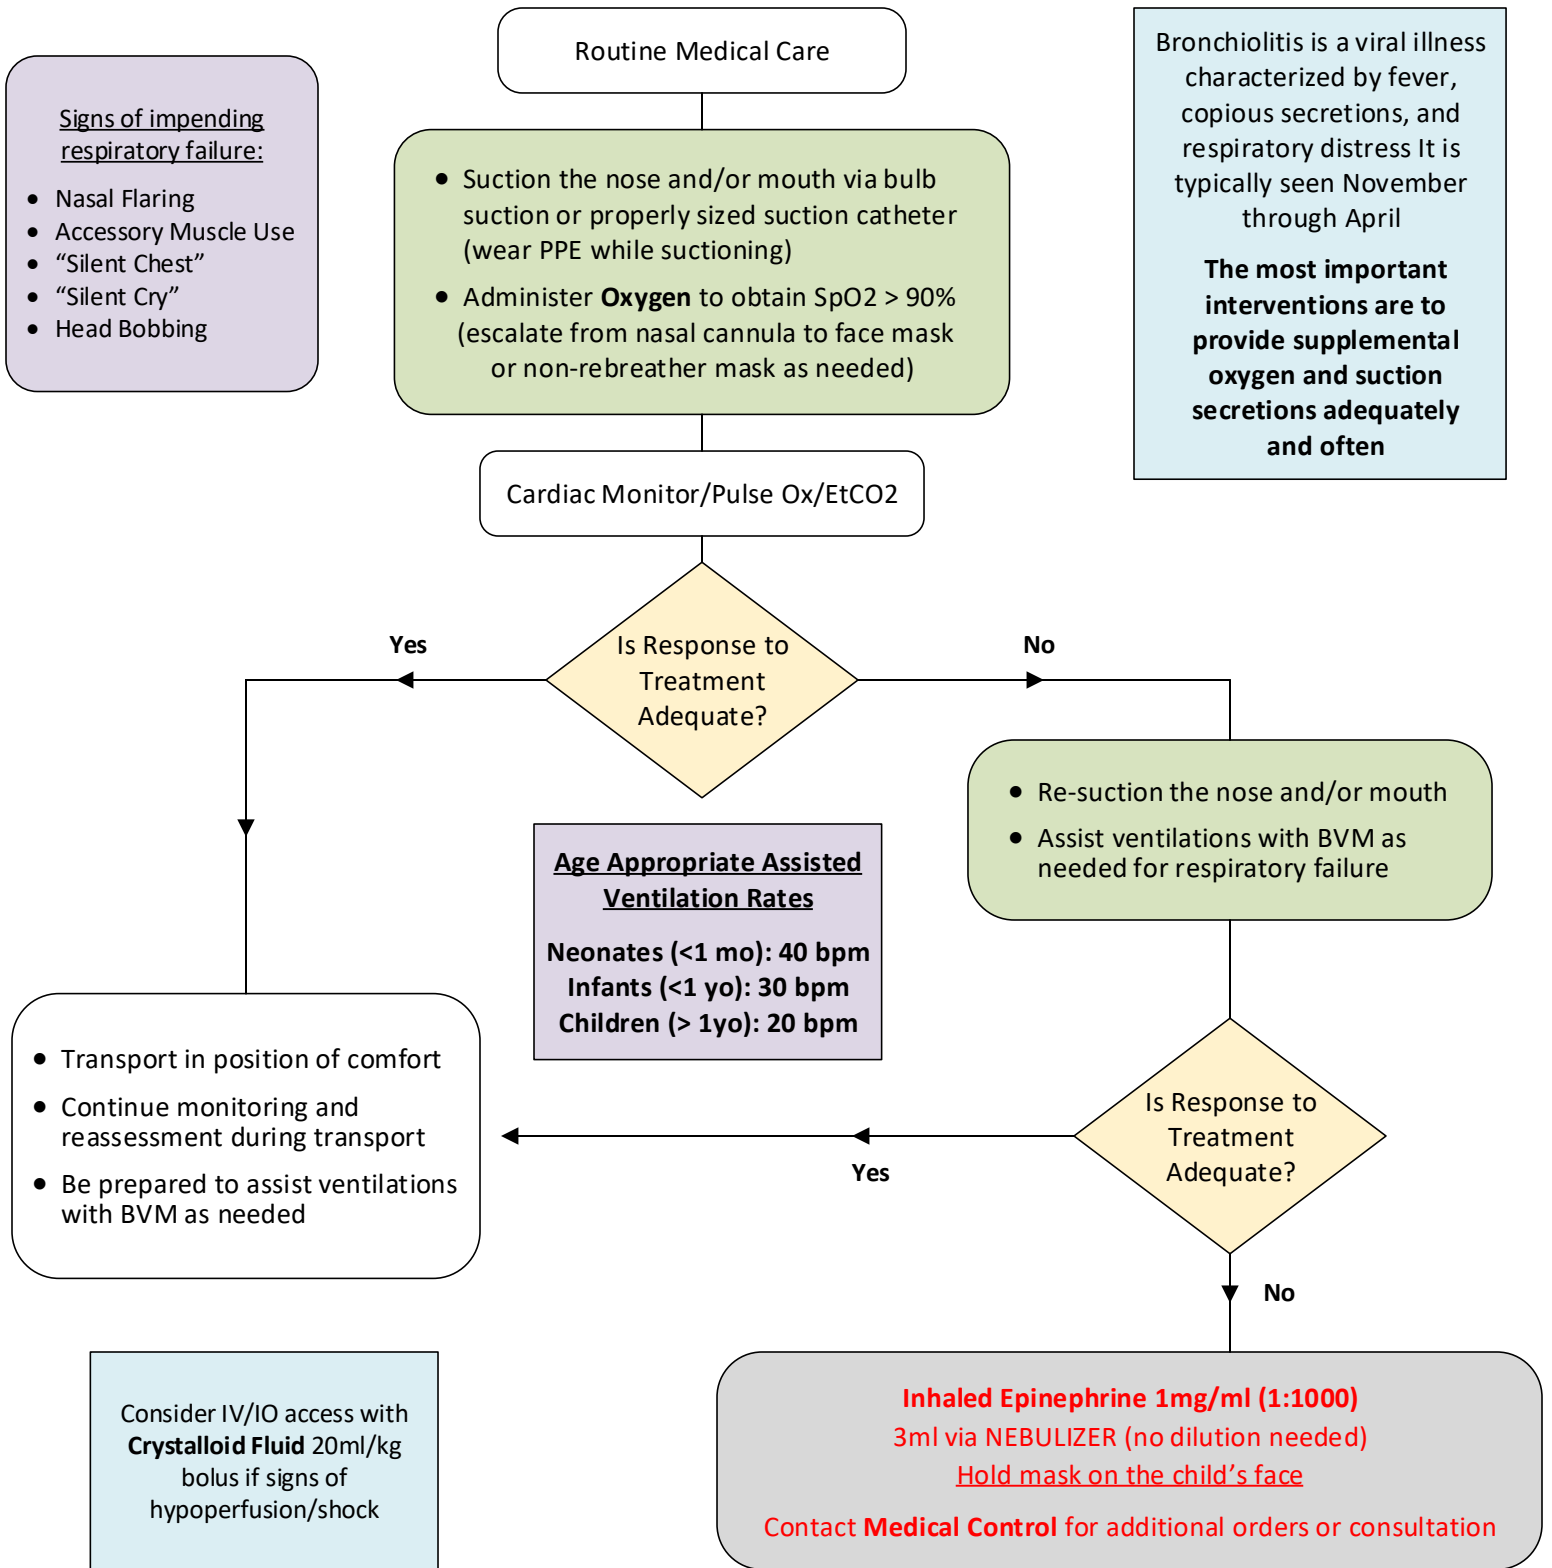 Routine Medical Care
Signs of impending
respiratory failure:
• Nasal Flaring
• Accessory Muscle Use
• “Silent Chest”
• “Silent Cry”
• Head Bobbing
• Suction the nose and/or mouth via bulb
suction or properly sized suction catheter
(wear PPE while suctioning)
• Administer Oxygen to obtain SpO2 > 90%
(escalate from nasal cannula to face mask
or non-rebreather mask as needed)
Bronchiolitis is a viral illness
characterized by fever,
copious secretions, and
respiratory distress It is
typically seen November
through April
The most important
interventions are to
provide supplemental
oxygen and suction
secretions adequately
and often
Cardiac Monitor/Pulse Ox/EtCO2
Is Response to
Treatment
Adequate?
Yes
No
• Re-suction the nose and/or mouth
• Assist ventilations with BVM as
needed for respiratory failure
Age Appropriate Assisted
Ventilation Rates
Neonates (<1 mo): 40 bpm
Infants (<1 yo): 30 bpm
Children (> 1yo): 20 bpm
• Transport in position of comfort
• Continue monitoring and
reassessment during transport
• Be prepared to assist ventilations
with BVM as needed
Is Response to
Treatment
Adequate?
Yes
No
Consider IV/IO access with
Crystalloid Fluid 20ml/kg
bolus if signs of
hypoperfusion/shock
Inhaled Epinephrine 1mg/ml (1:1000)
3ml via NEBULIZER (no dilution needed)
Hold mask on the child’s face
Contact Medical Control for additional orders or consultation